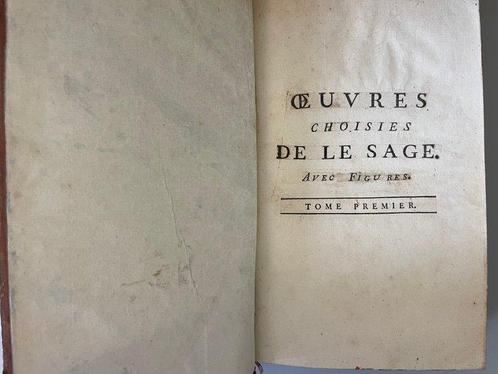 ŒUVRES
CHOISIES
DE LE SAGE.
AVEC FIGURES.
TOME PREMIER.